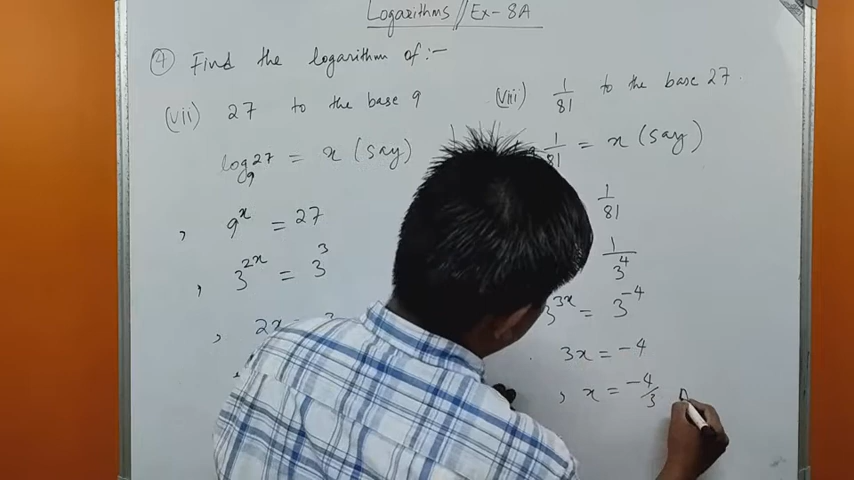 Logarithms // Ex-8A
④ Find the logarithm of :-
(vii) 27 to the base 9
log₉27 = x (say)
, 9^x = 27
, 3^2x = 3^3
, 2x =
(viii) 1/81 to the base 27.
1/81 = x (say)
1/81
1/3^4
3^3x = 3^-4
3x = -4
, x = -4/3